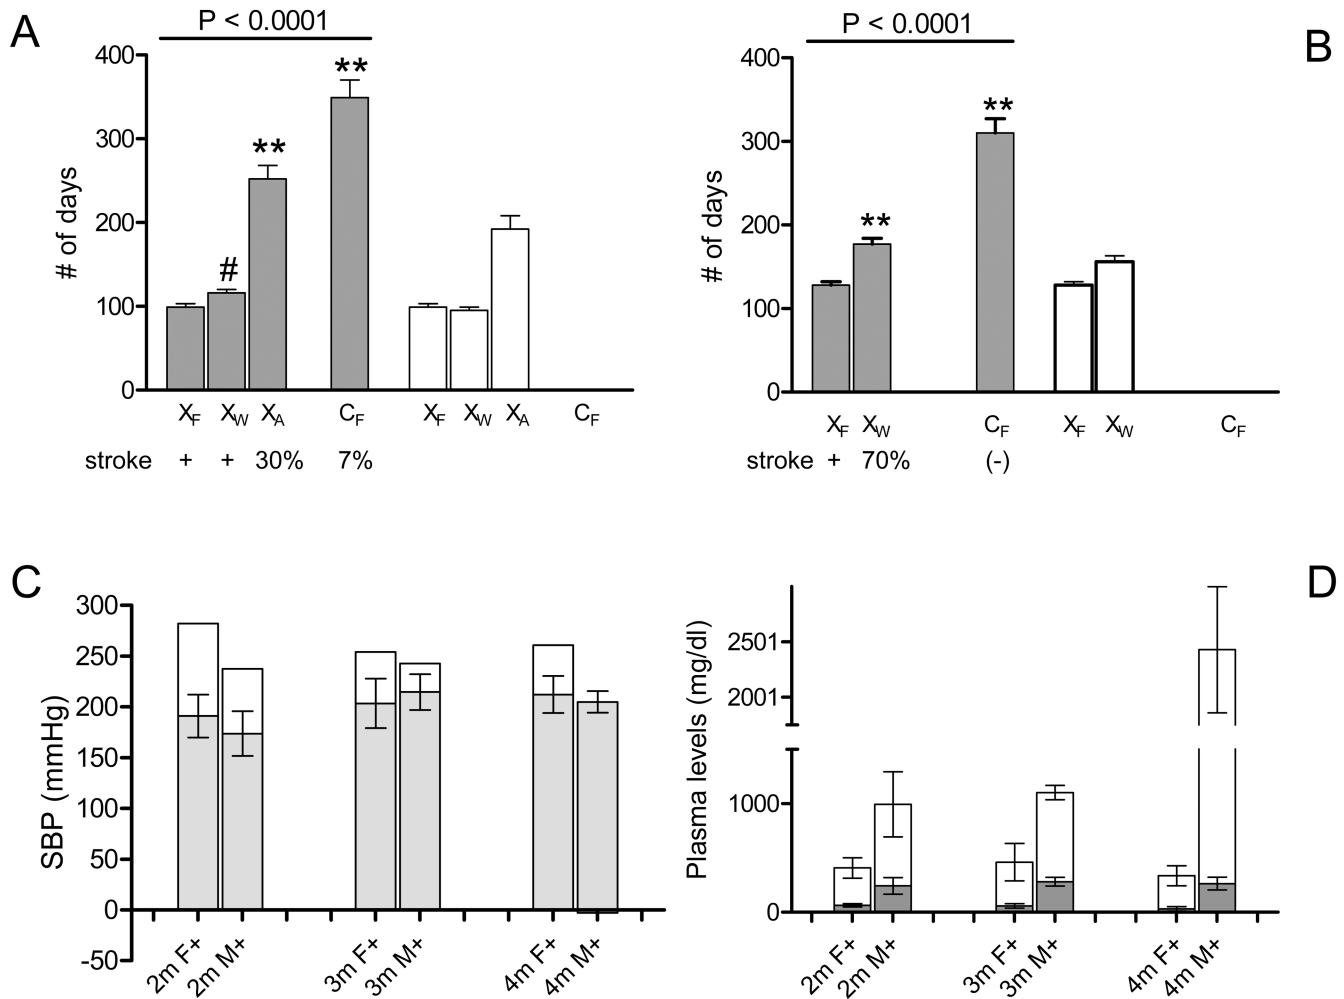 A
P < 0.0001
# of days
400
300
200
100
0
**
**
#
XF XW XA CF XF XW XA CF
stroke + + 30% 7%
B
P < 0.0001
# of days
400
300
200
100
0
**
**
XF XW CF XF XW CF
stroke + 70% (-)
C
SBP (mmHg)
300
250
200
150
100
50
0
-50
2m F+
2m M+
3m F+
3m M+
4m F+
4m M+
D
Plasma levels (mg/dl)
2501
2001
1000
0
2m F+
2m M+
3m F+
3m M+
4m F+
4m M+